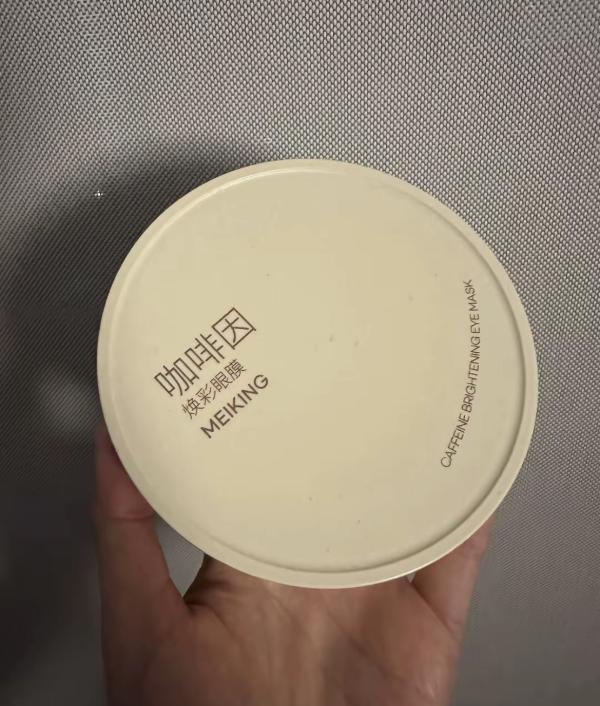 咖啡因
焕彩眼膜
MEIKING
CAFFEINE BRIGHTENING EYE MASK